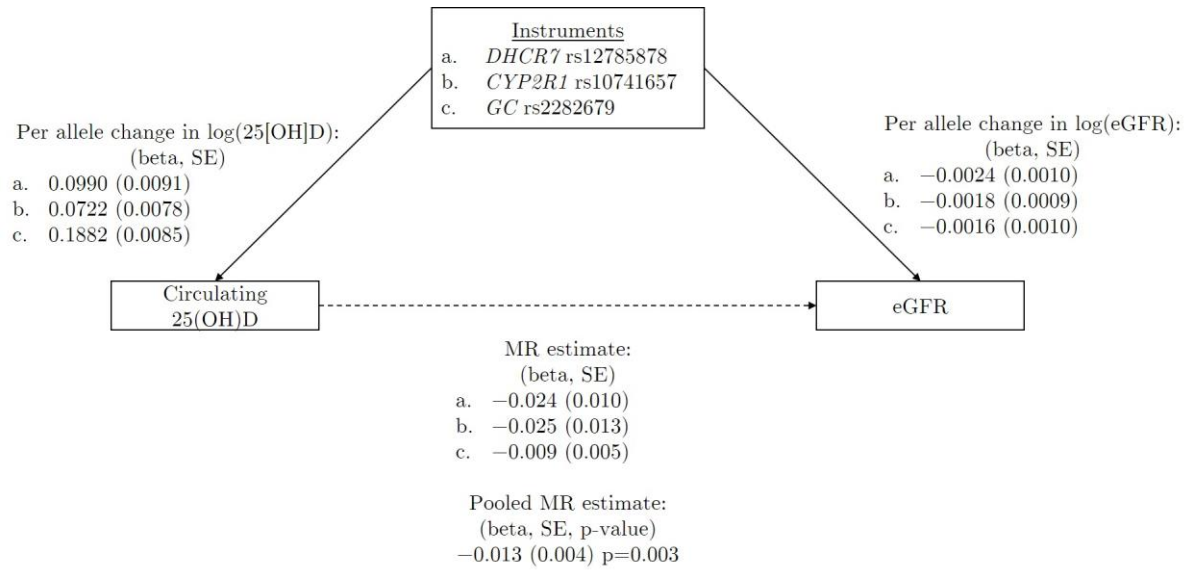 Instruments
a. DHCR7 rs12785878
b. CYP2R1 rs10741657
c. GC rs2282679
Per allele change in log(25[OH]D):
(beta, SE)
a. 0.0990 (0.0091)
b. 0.0722 (0.0078)
c. 0.1882 (0.0085)
Per allele change in log(eGFR):
(beta, SE)
a. −0.0024 (0.0010)
b. −0.0018 (0.0009)
c. −0.0016 (0.0010)
Circulating
25(OH)D
eGFR
MR estimate:
(beta, SE)
a. −0.024 (0.010)
b. −0.025 (0.013)
c. −0.009 (0.005)
Pooled MR estimate:
(beta, SE, p-value)
−0.013 (0.004) p=0.003